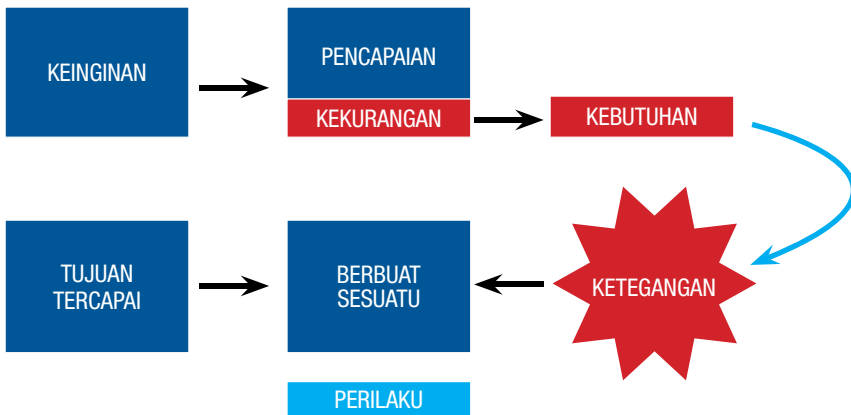 KEINGINAN
PENCAPAIAN
KEKURANGAN
KEBUTUHAN
TUJUAN
TERCAPAI
BERBUAT
SESUATU
KETEGANGAN
PERILAKU